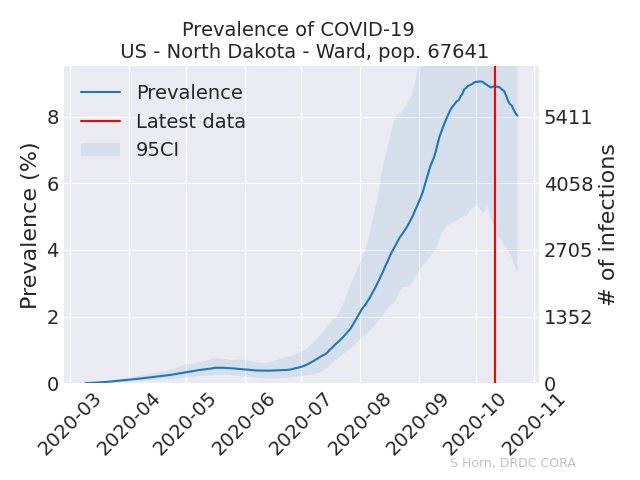 Prevalence of COVID-19
US - North Dakota - Ward, pop. 67641
Prevalence
Latest data
95CI
Prevalence (%)
8
6
4
2
0
5411
4058
2705
1352
0
# of infections
2020-03
2020-04
2020-05
2020-06
2020-07
2020-08
2020-09
2020-10
2020-11
S Horn, DRDC CORA